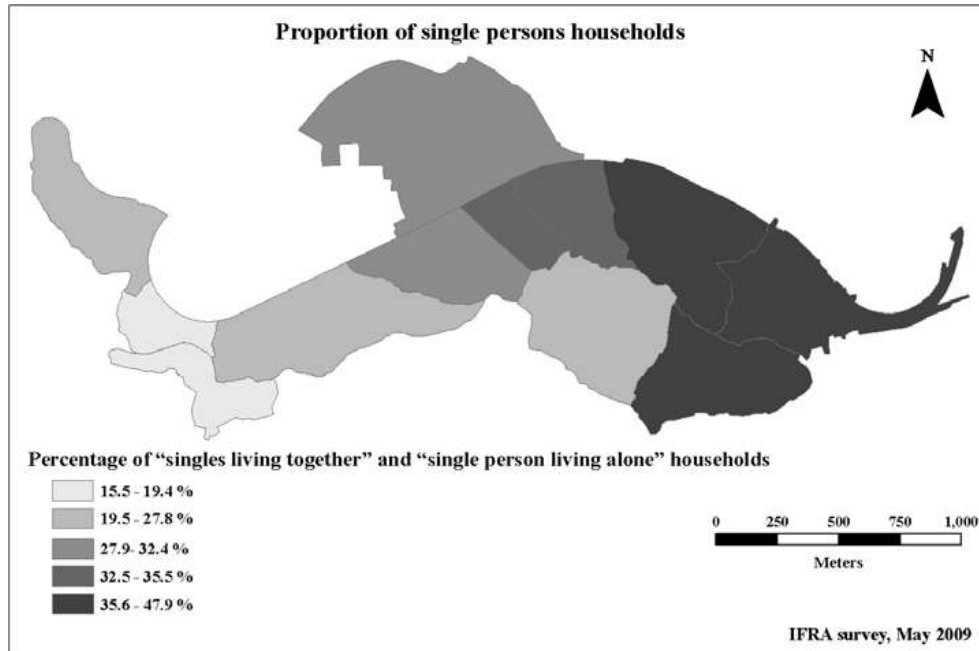 Proportion of single persons households
N
Percentage of “singles living together” and “single person living alone” households
15.5 - 19.4 %
19.5 - 27.8 %
27.9 - 32.4 %
32.5 - 35.5 %
35.6 - 47.9 %
0 250 500 750 1,000
Meters
IFRA survey, May 2009